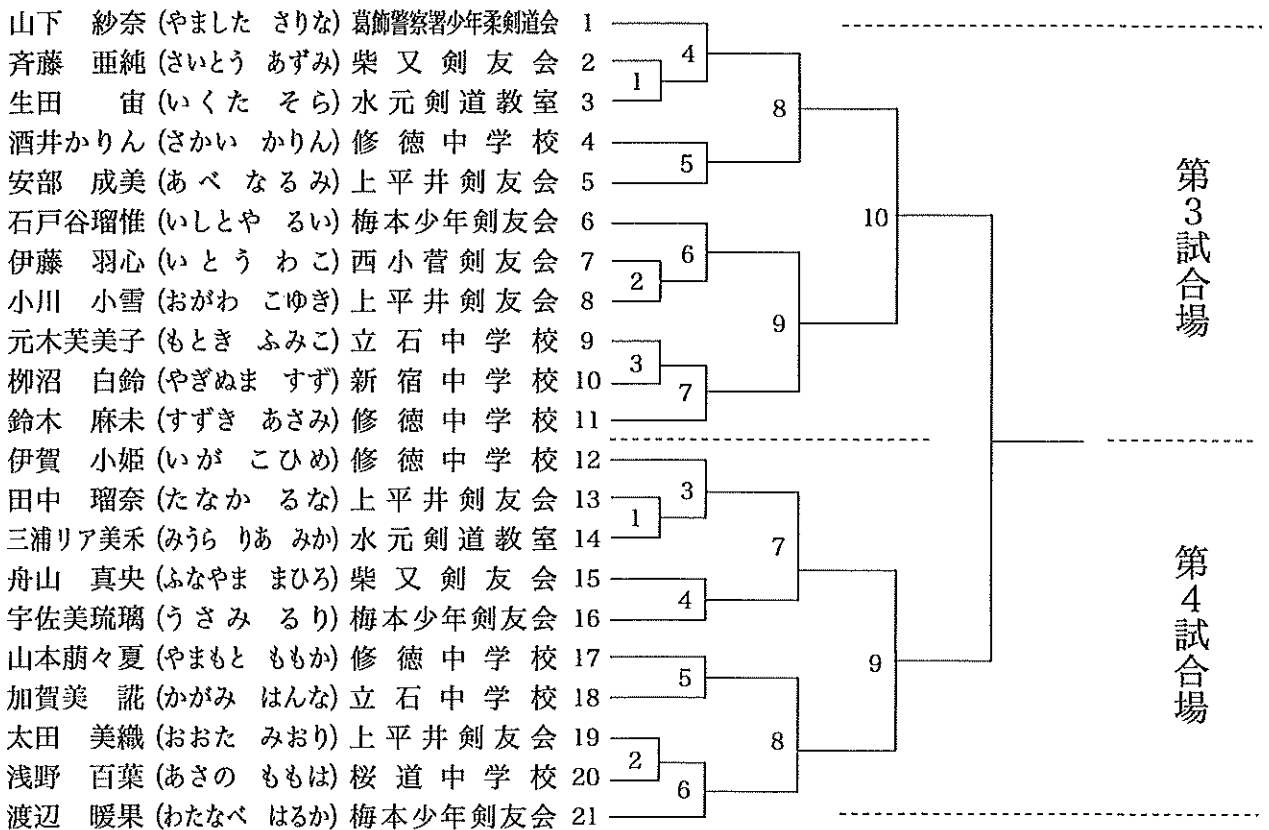 山下 紗奈 (やました さりな) 葛飾警察署少年柔剣道会 1
斉藤 亜純 (さいとう あずみ) 柴又剣友会 2
生田 宙 (いくた そら) 水元剣道教室 3
酒井かりん (さかい かりん) 修徳中学校 4
安部 成美 (あべ なるみ) 上平井剣友会 5
石戸谷瑠惟 (いしとや るい) 梅本少年剣友会 6
伊藤 羽心 (いとう わこ) 西小菅剣友会 7
小川 小雪 (おがわ こゆき) 上平井剣友会 8
元木芙美子 (もとき ふみこ) 立石中学校 9
柳沼 白鈴 (やぎぬま すず) 新宿中学校 10
鈴木 麻未 (すずき あさみ) 修徳中学校 11
伊賀 小姫 (いが こひめ) 修徳中学校 12
田中 瑠奈 (たなか るな) 上平井剣友会 13
三浦リア美禾 (みうら りあ みか) 水元剣道教室 14
舟山 真央 (ふなやま まひろ) 柴又剣友会 15
宇佐美琉璃 (うさみ るり) 梅本少年剣友会 16
山本萠々夏 (やまもと ももか) 修徳中学校 17
加賀美 誮 (かがみ はんな) 立石中学校 18
太田 美織 (おおた みおり) 上平井剣友会 19
浅野 百葉 (あさの ももは) 桜道中学校 20
渡辺 暖果 (わたなべ はるか) 梅本少年剣友会 21
1
4
5
8
2
6
3
7
9
10
1
3
4
7
5
2
6
8
9
第3試合場
第4試合場